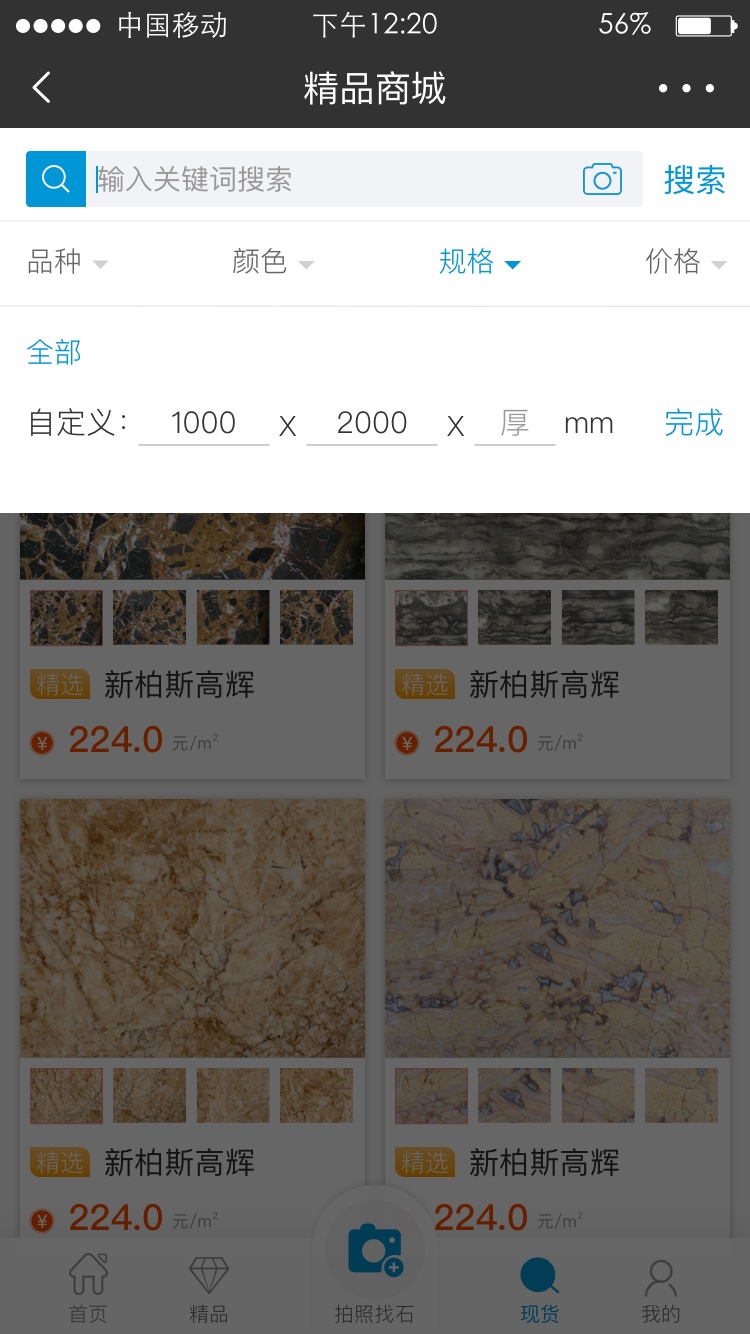 中国移动 下午12:20 56%
精品商城
输入关键词搜索 搜索
品种 颜色 规格 价格
全部
自定义： 1000 x 2000 x 厚 mm 完成
精选 新柏斯高辉 精选 新柏斯高辉
¥ 224.0 元/m² ¥ 224.0 元/m²
精选 新柏斯高辉 精选 新柏斯高辉
¥ 224.0 元/m² 224.0 元/m²
首页 精品 拍照找石 现货 我的